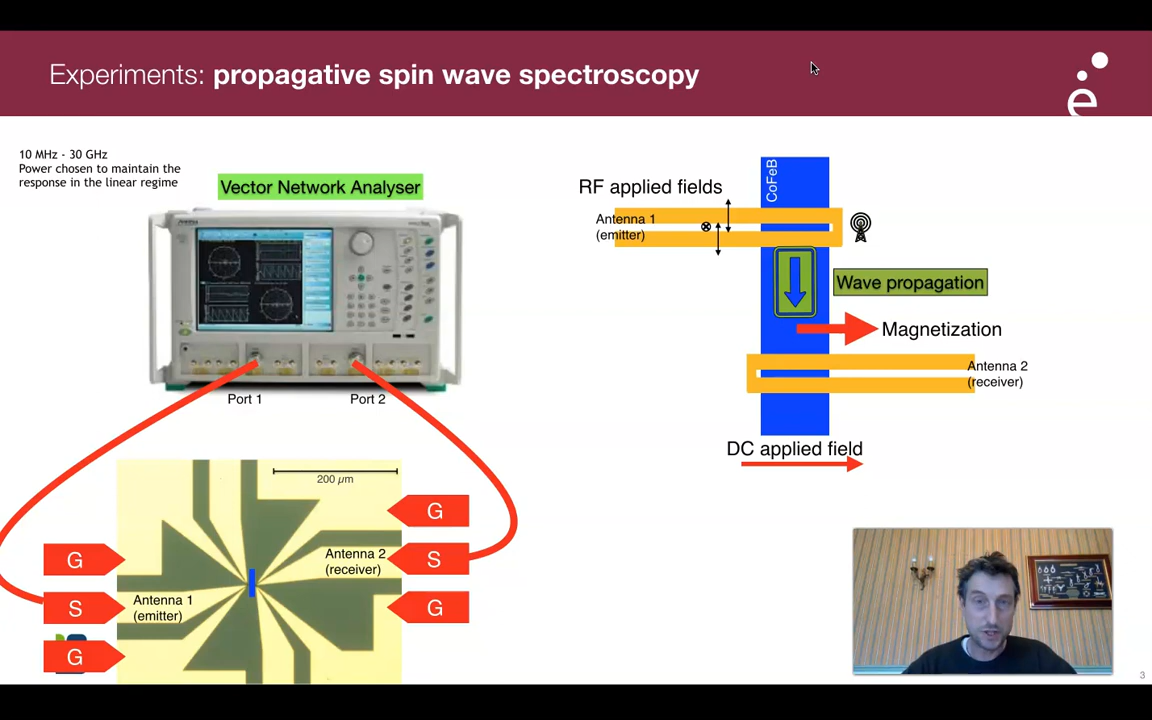 Experiments: propagative spin wave spectroscopy
10 MHz - 30 GHz
Power chosen to maintain the
response in the linear regime
Vector Network Analyser
Port 1
Port 2
200 µm
G
S
G
G
S
G
Antenna 1
(emitter)
Antenna 2
(receiver)
CoFeB
RF applied fields
Antenna 1
(emitter)
Wave propagation
Magnetization
Antenna 2
(receiver)
DC applied field
3